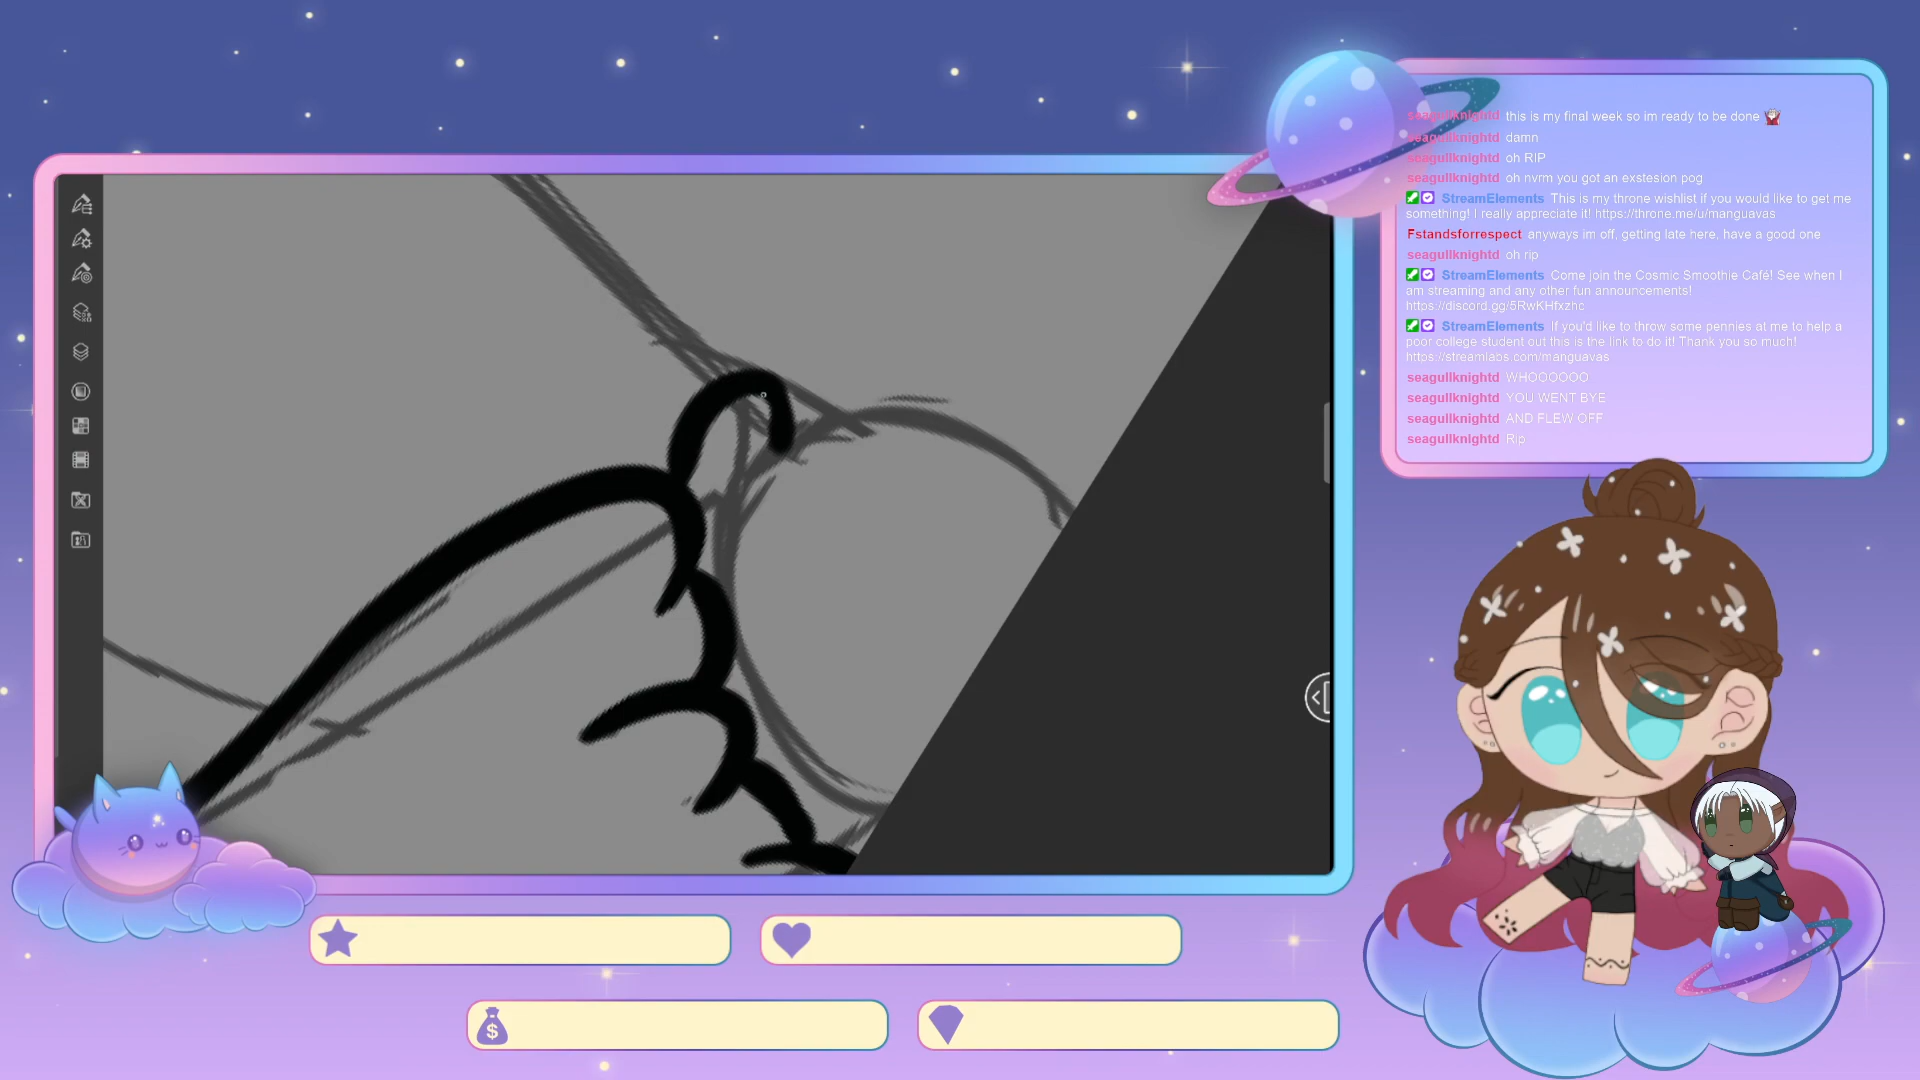 seagullknightd this is my final week so im ready to be done
seagullknightd damn
seagullknightd oh RIP
seagullknightd oh nvrm you got an exstesion pog
StreamElements This is my throne wishlist if you would like to get me
something! I really appreciate it! https://throne.me/u/manguavas
Fstandsforrespect anyways im off, getting late here, have a good one
seagullknightd oh rip
StreamElements Come join the Cosmic Smoothie Café! See when I
am streaming and any other fun announcements!
https://discord.gg/5RwKHfxzhc
StreamElements If you'd like to throw some pennies at me to help a
poor college student out this is the link to do it! Thank you so much!
https://streamlabs.com/manguavas
seagullknightd WHOOOOOO
seagullknightd YOU WENT BYE
seagullknightd AND FLEW OFF
seagullknightd Rip
$